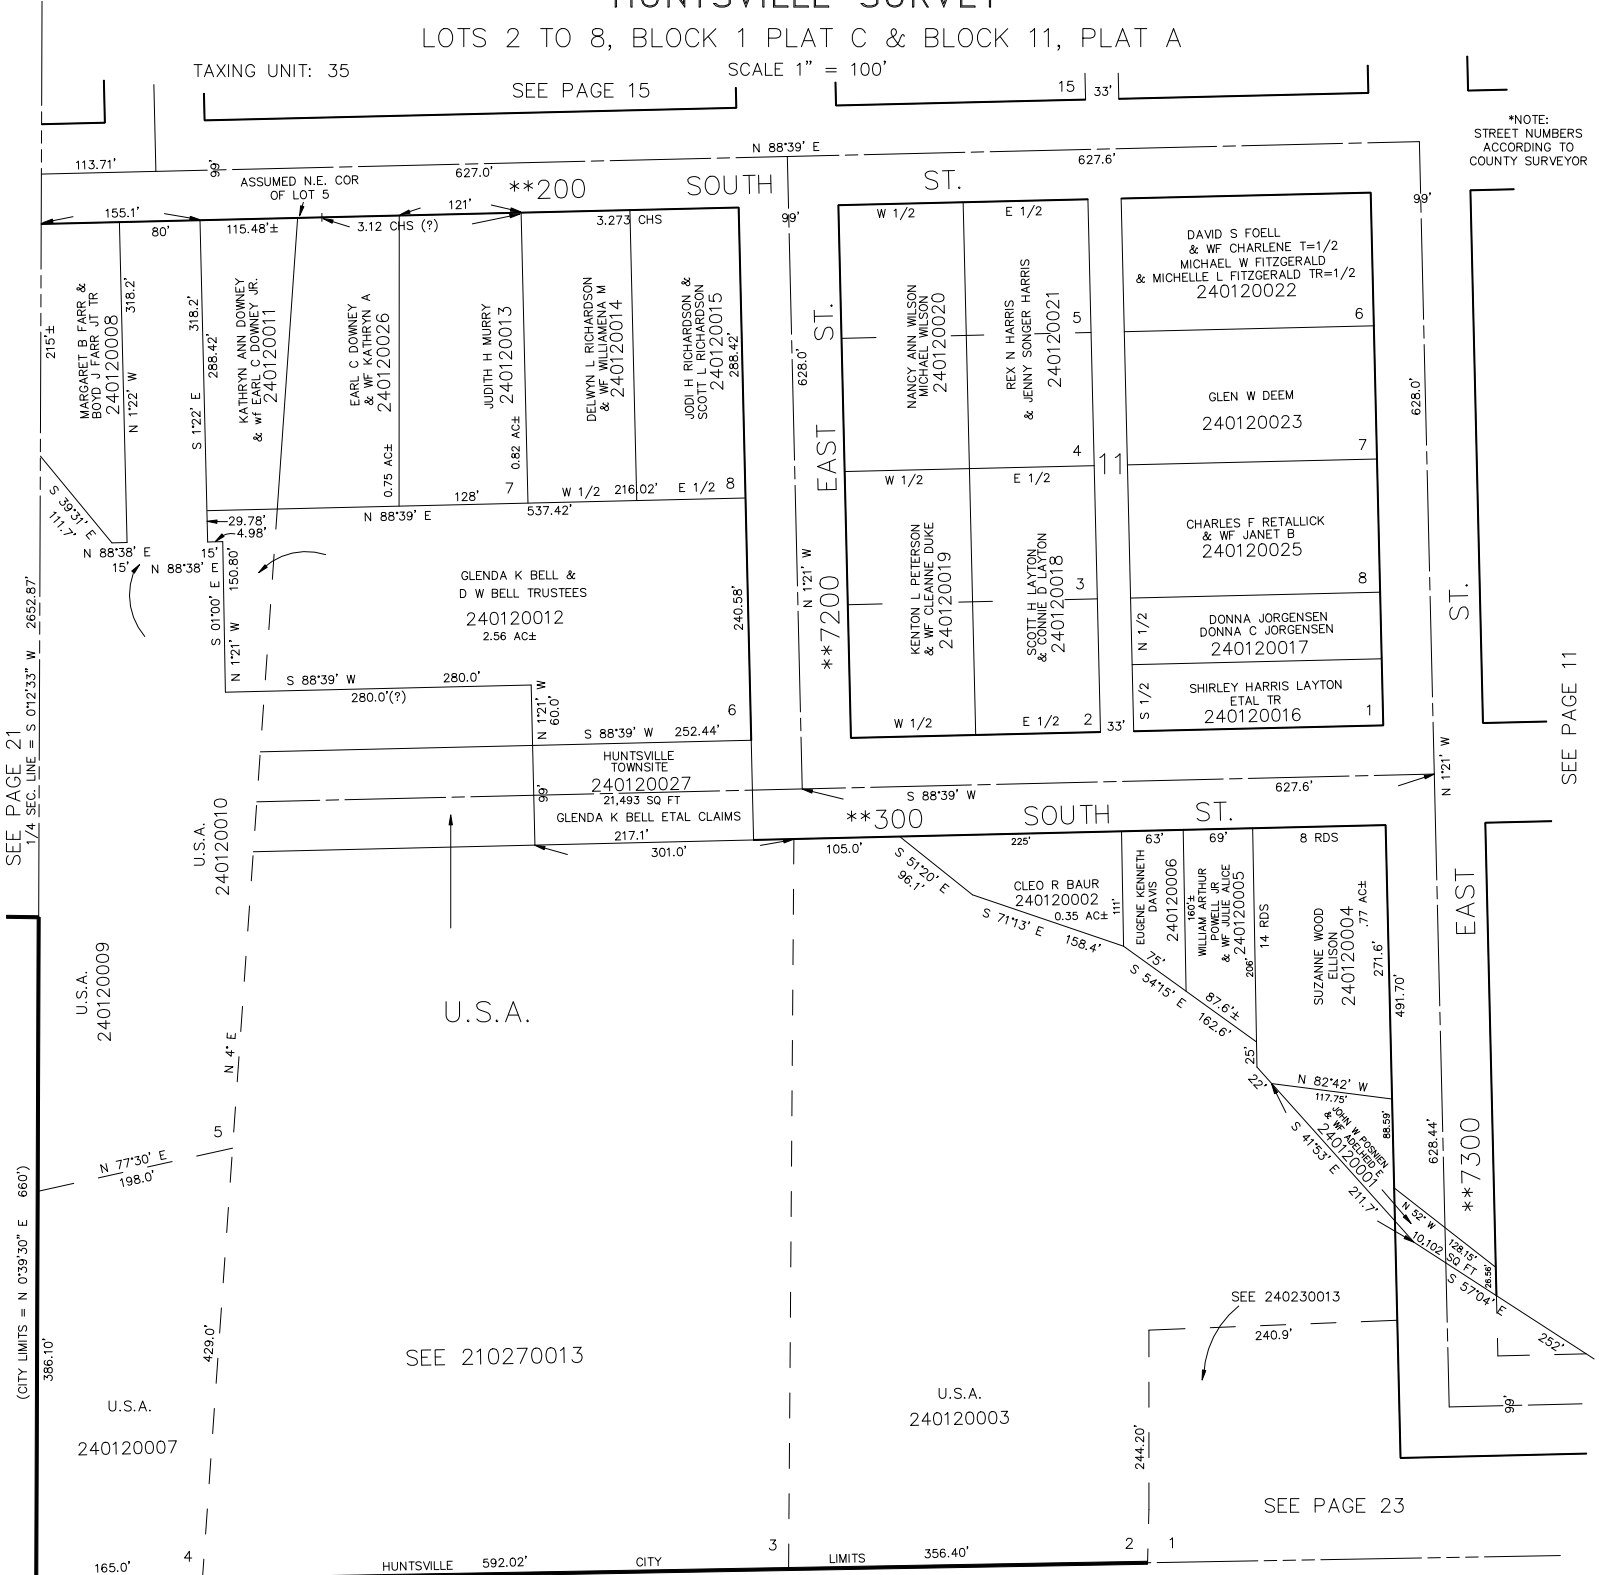 HUNTSVILLE SURVEY
LOTS 2 TO 8, BLOCK 1 PLAT C & BLOCK 11, PLAT A
TAXING UNIT: 35
SCALE 1" = 100'
SEE PAGE 15
15
33'
*NOTE:
STREET NUMBERS
ACCORDING TO
COUNTY SURVEYOR
113.71'
99'
N 88°39' E
627.0'
627.6'
ASSUMED N.E. COR
OF LOT 5
**200 SOUTH ST.
99'
99'
155.1'
80'
115.48'±
3.12 CHS (?)
121'
3.273 CHS
215'±
MARGARET B FARR &
BOYD J FARR JT TR
240120008
318.2'
N 1°22' W
318.2'
S 1°22' E
288.42'
KATHRYN ANN DOWNEY
& wf EARL C DOWNEY JR.
240120011
EARL C DOWNEY
& WF KATHRYN A
240120026
0.75 AC±
JUDITH H MURRY
240120013
0.82 AC±
DELWYN L RICHARDSON
& WF WILLIAMENA M
240120014
JODI H RICHARDSON &
SCOTT L RICHARDSON
240120015
288.42'
128'
7
W 1/2
216.02'
E 1/2
8
N 88°39' E
537.42'
S 39°31' E
111.7'
N 88°38' E
15'
N 88°38' E
15'
29.78'
4.98'
150.80'
S 01°00' E
N 1°21' W
GLENDA K BELL &
D W BELL TRUSTEES
240120012
2.56 AC±
240.58'
S 88°39' W
280.0'
280.0'(?)
N 1°21' W
60.0'
6
S 88°39' W
252.44'
HUNTSVILLE
TOWNSITE
240120027
21,493 SQ FT
99'
GLENDA K BELL ETAL CLAIMS
217.1'
301.0'
628.0'
N 1°21' W
**7200 EAST ST.
W 1/2
E 1/2
NANCY ANN WILSON
MICHAEL WILSON
240120020
REX N HARRIS
& JENNY SONGER HARRIS
240120021
5
4
11
W 1/2
E 1/2
KENTON L PETERSON
& WF CLEANNE DUKE
240120019
SCOTT H LAYTON
& CONNIE D LAYTON
240120018
3
W 1/2
E 1/2
2
33'
DAVID S FOELL
& WF CHARLENE T=1/2
MICHAEL W FITZGERALD
& MICHELLE L FITZGERALD TR=1/2
240120022
6
GLEN W DEEM
240120023
7
CHARLES F RETALLICK
& WF JANET B
240120025
8
N 1/2
DONNA JORGENSEN
DONNA C JORGENSEN
240120017
S 1/2
SHIRLEY HARRIS LAYTON
ETAL TR
240120016
1
628.0'
N 1°21' W
**7300 EAST ST.
SEE PAGE 11
S 88°39' W
627.6'
**300 SOUTH ST.
SEE PAGE 21
1/4 SEC. LINE = S 0°12'33" W 2652.87'
U.S.A.
240120010
U.S.A.
240120009
U.S.A.
N 4° E
5
N 77°30' E
198.0'
(CITY LIMITS = N 0°39'30" E 660')
386.10'
429.0'
U.S.A.
240120007
SEE 210270013
4
165.0'
HUNTSVILLE
592.02'
CITY
3
LIMITS
356.40'
2
1
105.0'
S 51°20' E
96.1'
225'
CLEO R BAUR
240120002
0.35 AC±
111'
S 71°13' E
158.4'
63'
EUGENE KENNETH
DAVIS
240120006
75'
160'±
69'
WILLIAM ARTHUR
POWELL JR
& WF JULIE ALICE
240120005
206'
S 54°15' E
162.6'
87.6'±
8 RDS
14 RDS
SUZANNE WOOD
ELLISON
240120004
.77 AC±
271.6'
491.70'
25'
22'
N 82°42' W
117.75'
JOHN W POSNIEN
& WF ADELHEID E
240120001
88.59'
S 41°53' E
211.7'
628.44'
N 52° W
128.15'
10,102
SQ FT
26.56'
S 57°04' E
252'
99'
SEE 240230013
240.9'
244.20'
U.S.A.
240120003
SEE PAGE 23